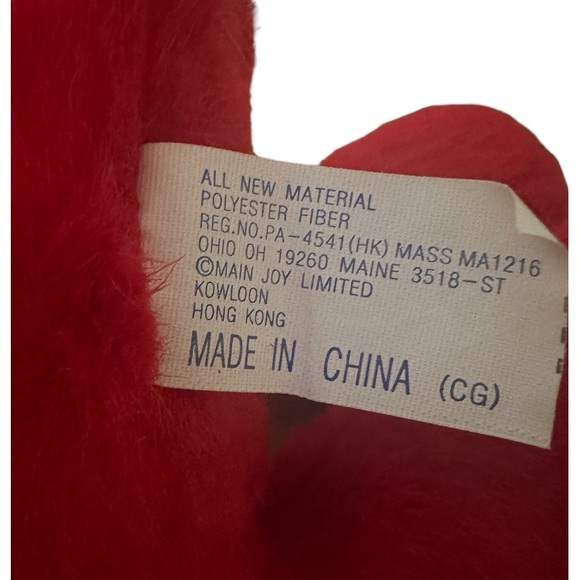 ALL NEW MATERIAL
POLYESTER FIBER
REG.NO.PA-4541(HK) MASS MA1216
OHIO OH 19260 MAINE 3518-ST
©MAIN JOY LIMITED
KOWLOON
HONG KONG
MADE IN CHINA (CG)